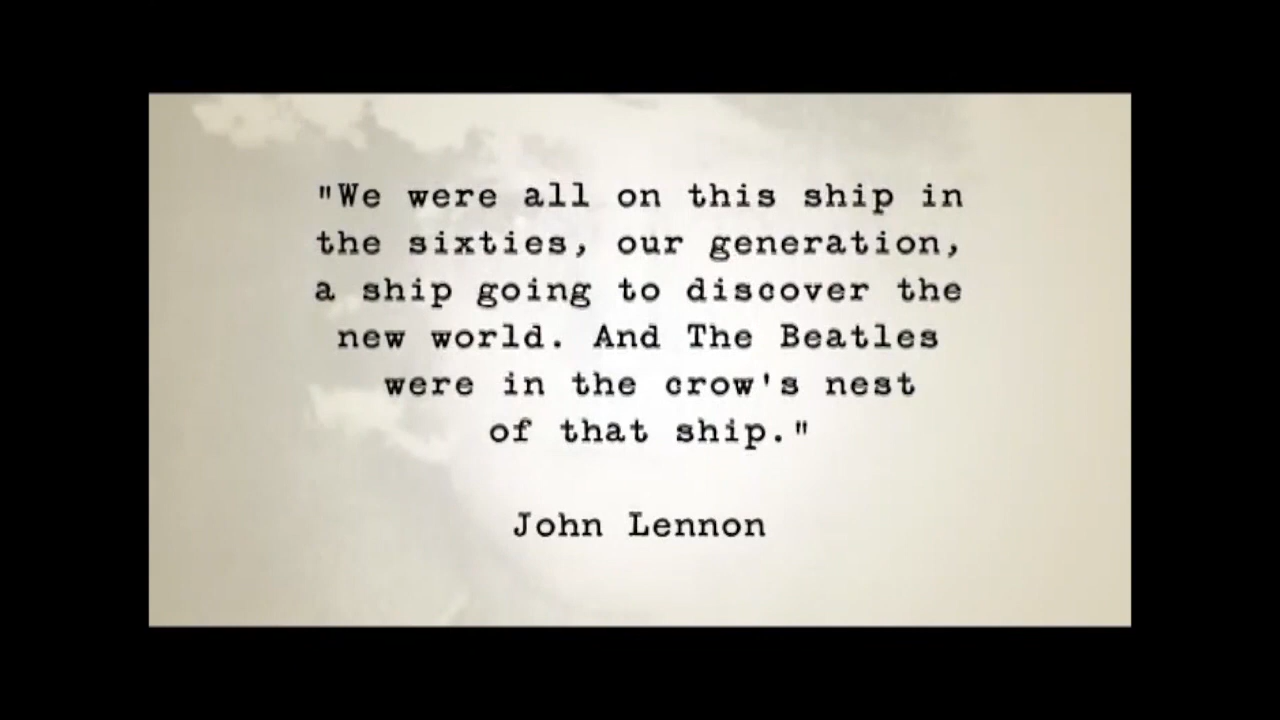 "We were all on this ship in
the sixties, our generation,
a ship going to discover the
new world. And The Beatles
were in the crow's nest
of that ship."
John Lennon